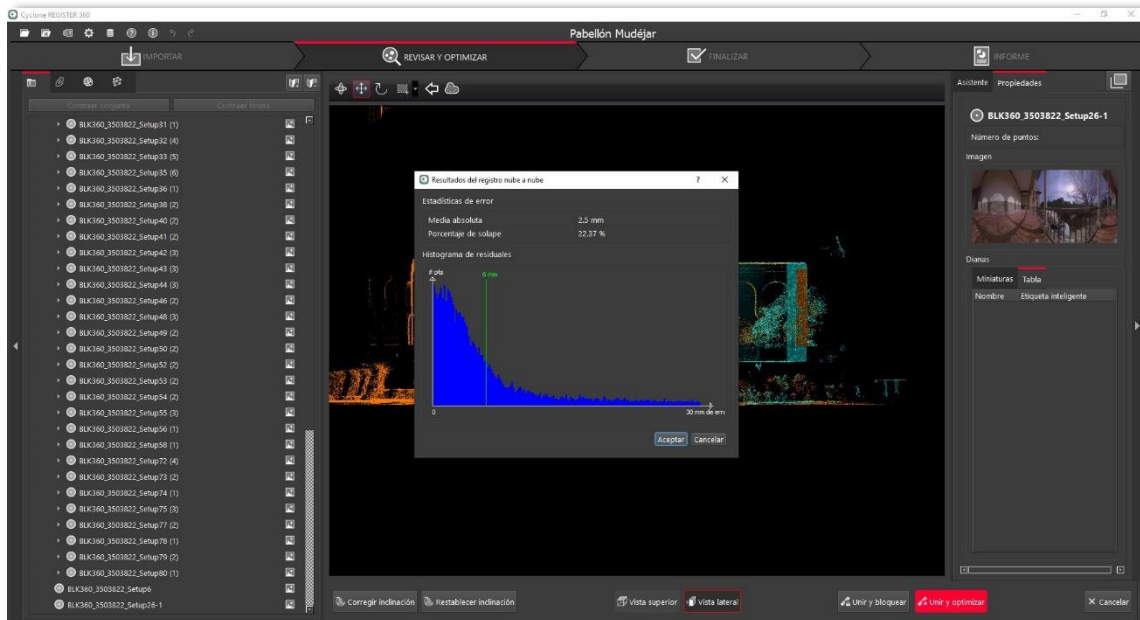 Cyclone REGISTER 360
Pabellón Mudéjar
IMPORTAR
REVISAR Y OPTIMIZAR
FINALIZAR
INFORME
Contraer conjunto
Contraer todos
BLK360_3503822_Setup31 (1)
BLK360_3503822_Setup32 (4)
BLK360_3503822_Setup33 (5)
BLK360_3503822_Setup35 (6)
BLK360_3503822_Setup36 (1)
BLK360_3503822_Setup38 (2)
BLK360_3503822_Setup40 (2)
BLK360_3503822_Setup41 (2)
BLK360_3503822_Setup42 (3)
BLK360_3503822_Setup43 (3)
BLK360_3503822_Setup44 (3)
BLK360_3503822_Setup46 (2)
BLK360_3503822_Setup48 (3)
BLK360_3503822_Setup49 (2)
BLK360_3503822_Setup50 (2)
BLK360_3503822_Setup52 (2)
BLK360_3503822_Setup53 (2)
BLK360_3503822_Setup54 (2)
BLK360_3503822_Setup55 (3)
BLK360_3503822_Setup56 (1)
BLK360_3503822_Setup58 (1)
BLK360_3503822_Setup72 (4)
BLK360_3503822_Setup73 (2)
BLK360_3503822_Setup74 (1)
BLK360_3503822_Setup75 (3)
BLK360_3503822_Setup77 (2)
BLK360_3503822_Setup78 (1)
BLK360_3503822_Setup79 (2)
BLK360_3503822_Setup80 (1)
BLK360_3503822_Setup6
BLK360_3503822_Setup26-1
Resultados del registro nube a nube
Estadísticas de error
Media absoluta 2.5 mm
Porcentaje de solape 22.37 %
Histograma de residuales
# pts
6 mm
0
30 mm de erro
Aceptar
Cancelar
Asistente
Propiedades
BLK360_3503822_Setup26-1
Número de puntos:
Imagen
Dianas
Miniaturas
Tabla
Nombre
Etiqueta inteligente
Corregir inclinación
Restablecer inclinación
Vista superior
Vista lateral
Unir y bloquear
Unir y optimizar
Cancelar